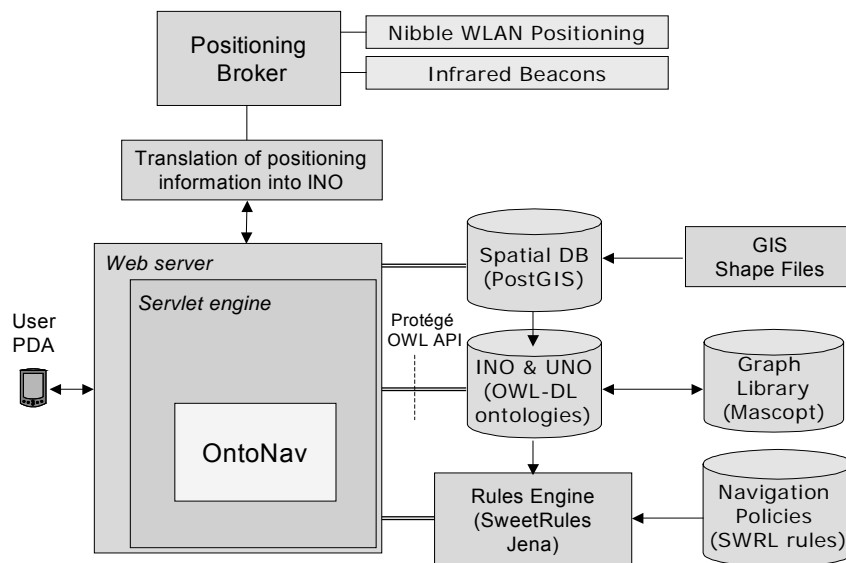 Positioning
Broker
Nibble WLAN Positioning
Infrared Beacons
Translation of positioning
information into INO
Web server
Servlet engine
OntoNav
User
PDA
Protégé
OWL API
Spatial DB
(PostGIS)
GIS
Shape Files
INO & UNO
(OWL-DL
ontologies)
Graph
Library
(Mascopt)
Rules Engine
(SweetRules
Jena)
Navigation
Policies
(SWRL rules)